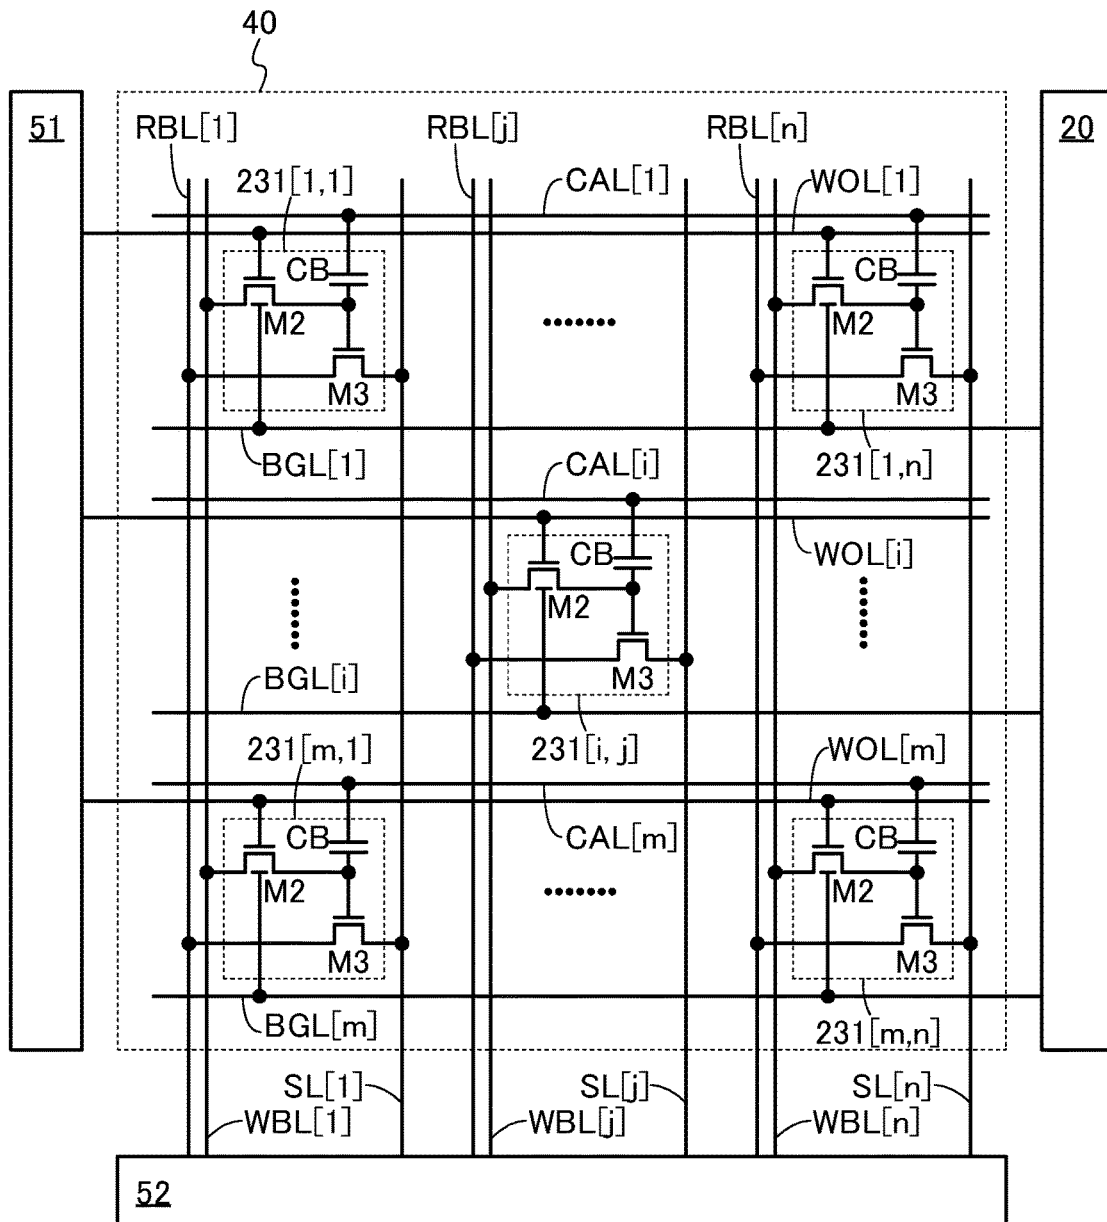 40
51
20
RBL[1]
RBL[j]
RBL[n]
231[1,1]
CAL[1]
WOL[1]
CB
M2
M3
CB
M2
M3
BGL[1]
CAL[i]
231[1,n]
CB
M2
M3
WOL[i]
BGL[i]
231[m,1]
231[i, j]
WOL[m]
CB
M2
M3
CAL[m]
CB
M2
M3
BGL[m]
231[m,n]
SL[1]
SL[j]
SL[n]
WBL[1]
WBL[j]
WBL[n]
52